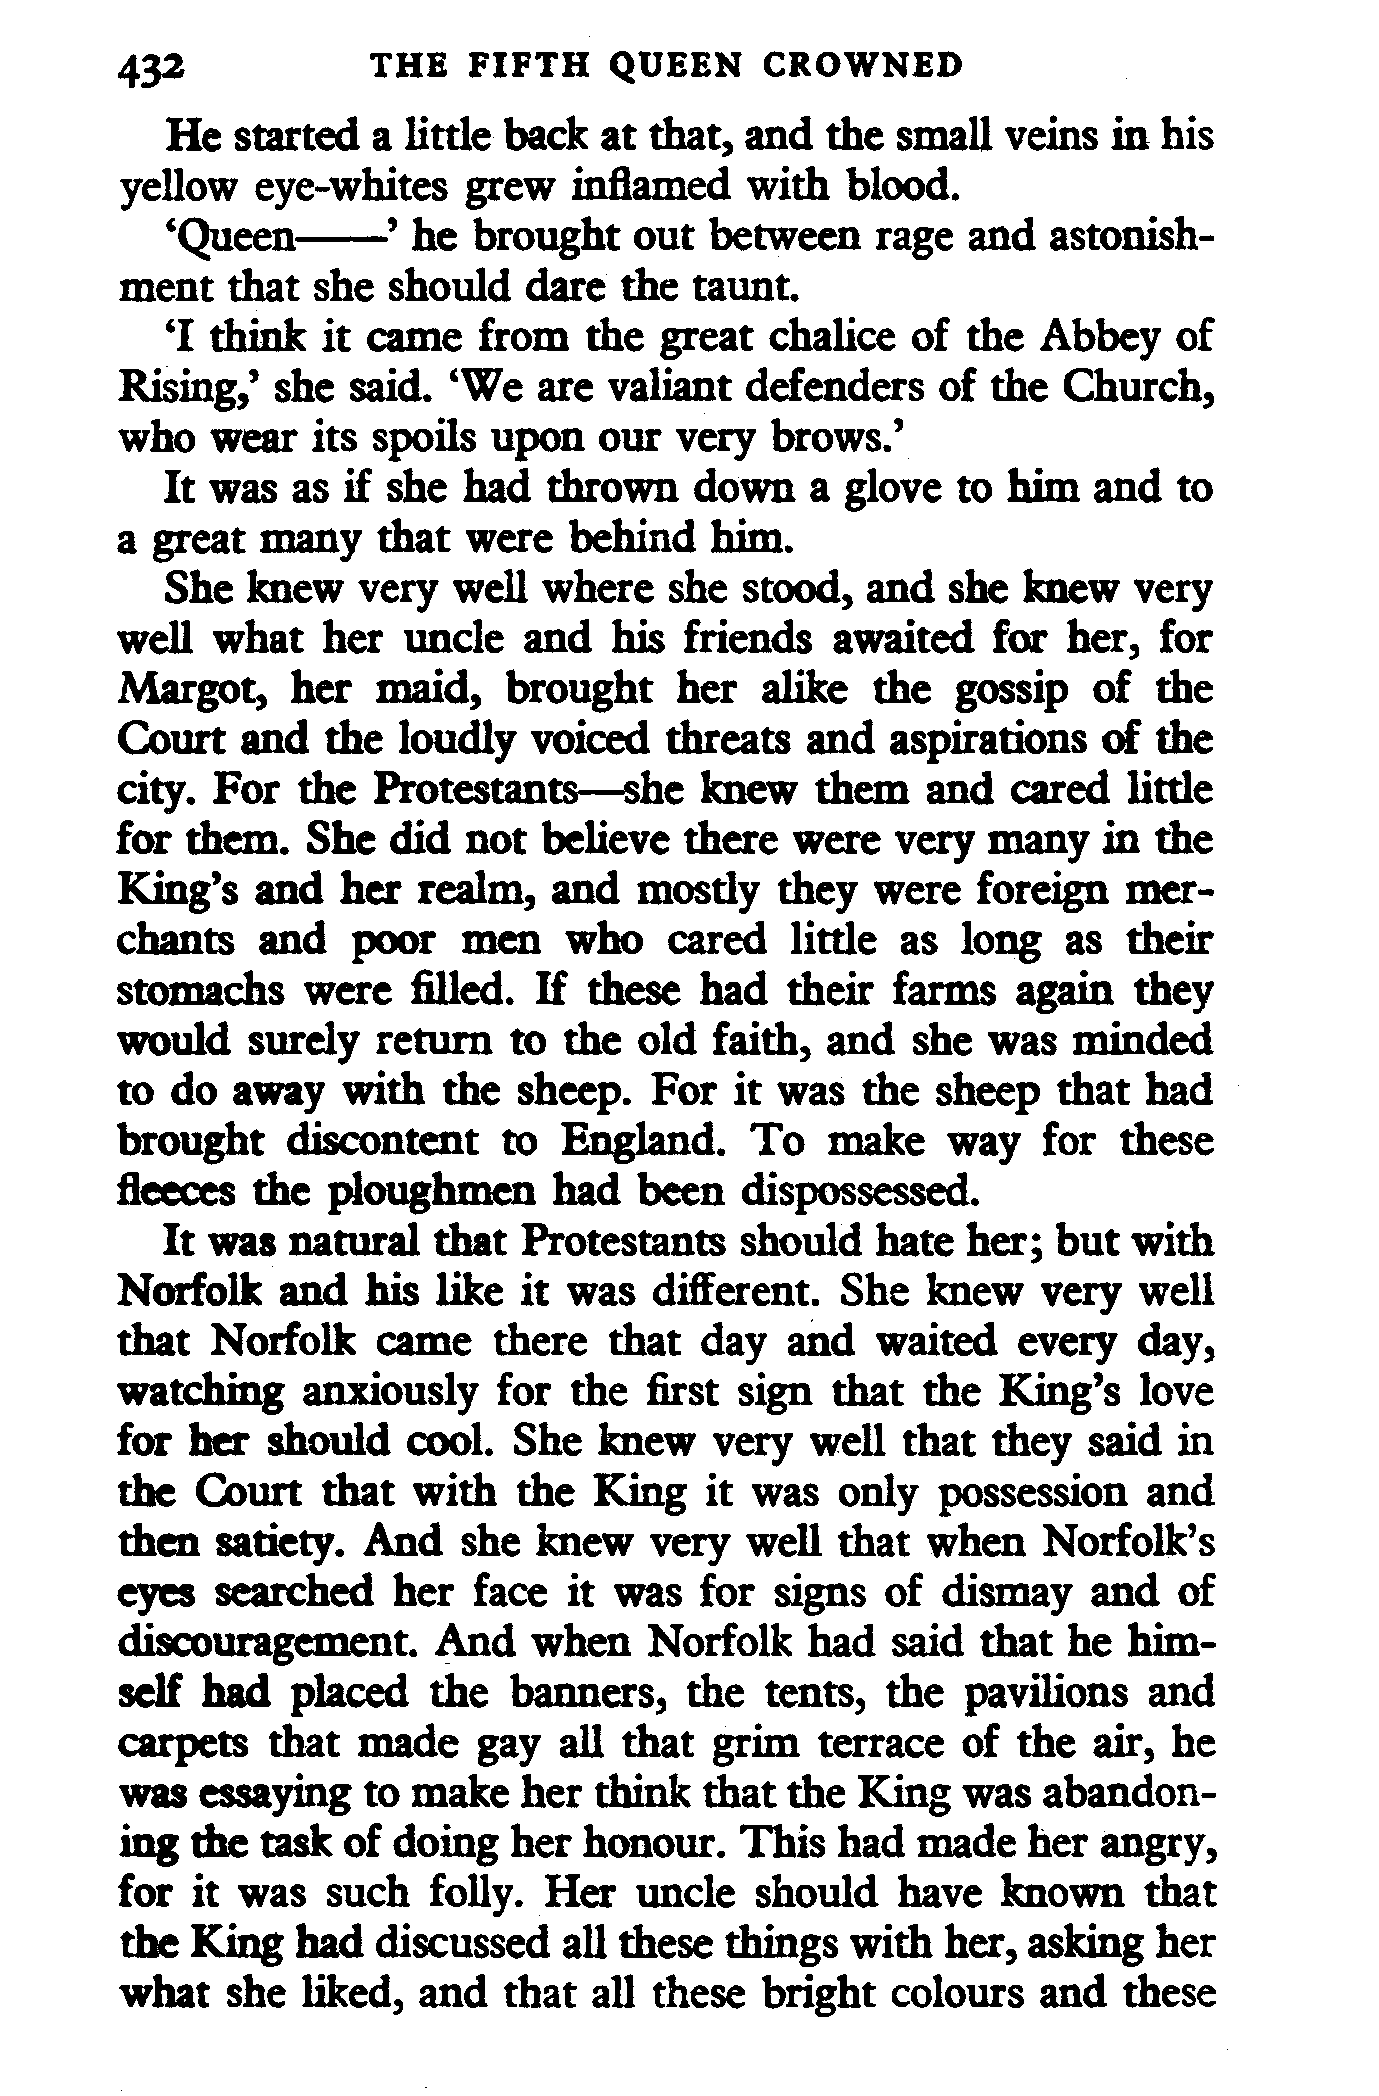 432 THE FIFTH QUEEN CROWNED
He started a little back at that, and the small veins in his
yellow eye-whites grew inflamed with blood.
‘Queen——’ he brought out between rage and astonish-
ment that she should dare the taunt.
‘I think it came from the great chalice of the Abbey of
Rising,’ she said. ‘We are valiant defenders of the Church,
who wear its spoils upon our very brows.’
It was as if she had thrown down a glove to him and to
a great many that were behind him.
She knew very well where she stood, and she knew very
well what her uncle and his friends awaited for her, for
Margot, her maid, brought her alike the gossip of the
Court and the loudly voiced threats and aspirations of the
city. For the Protestants—she knew them and cared little
for them. She did not believe there were very many in the
King’s and her realm, and mostly they were foreign mer-
chants and poor men who cared little as long as their
stomachs were filled. If these had their farms again they
would surely return to the old faith, and she was minded
to do away with the sheep. For it was the sheep that had
brought discontent to England. To make way for these
fleeces the ploughmen had been dispossessed.
It was natural that Protestants should hate her; but with
Norfolk and his like it was different. She knew very well
that Norfolk came there that day and waited every day,
watching anxiously for the first sign that the King’s love
for her should cool. She knew very well that they said in
the Court that with the King it was only possession and
then satiety. And she knew very well that when Norfolk’s
eyes searched her face it was for signs of dismay and of
discouragement. And when Norfolk had said that he him-
self had placed the banners, the tents, the pavilions and
carpets that made gay all that grim terrace of the air, he
was essaying to make her think that the King was abandon-
ing the task of doing her honour. This had made her angry,
for it was such folly. Her uncle should have known that
the King had discussed all these things with her, asking her
what she liked, and that all these bright colours and these